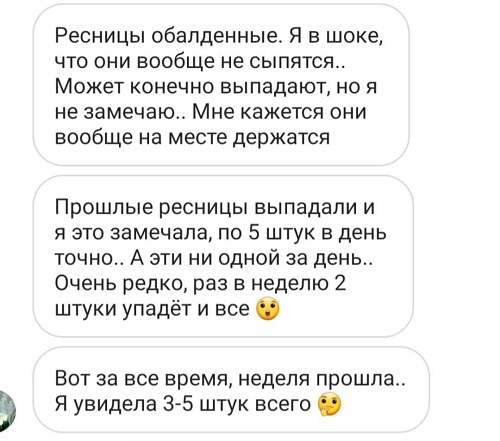 Ресницы обалденные. Я в шоке,
что они вообще не сыпятся..
Может конечно выпадают, но я
не замечаю.. Мне кажется они
вообще на месте держатся
Прошлые ресницы выпадали и
я это замечала, по 5 штук в день
точно.. А эти ни одной за день..
Очень редко, раз в неделю 2
штуки упадёт и все 😲
Вот за все время, неделя прошла..
Я увидела 3-5 штук всего 🤔